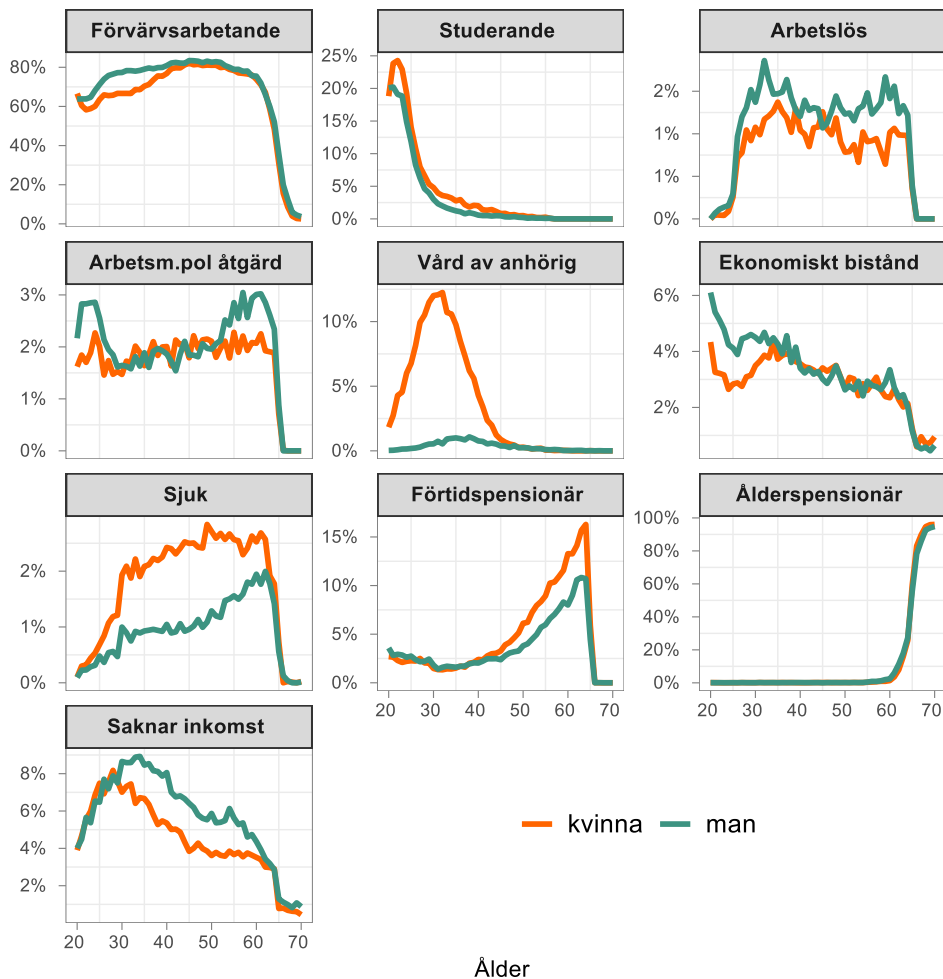 Förvärvsarbetande
80%
60%
40%
20%
0%
Studerande
25%
20%
15%
10%
5%
0%
Arbetslös
2%
1%
1%
0%
Arbetsm.pol åtgärd
3%
2%
1%
0%
Vård av anhörig
10%
5%
0%
Ekonomiskt bistånd
6%
4%
2%
Sjuk
2%
1%
0%
Förtidspensionär
15%
10%
5%
0%
20 30 40 50 60 70
Ålderspensionär
100%
80%
60%
40%
20%
0%
20 30 40 50 60 70
Saknar inkomst
8%
6%
4%
2%
20 30 40 50 60 70
kvinna man
Ålder